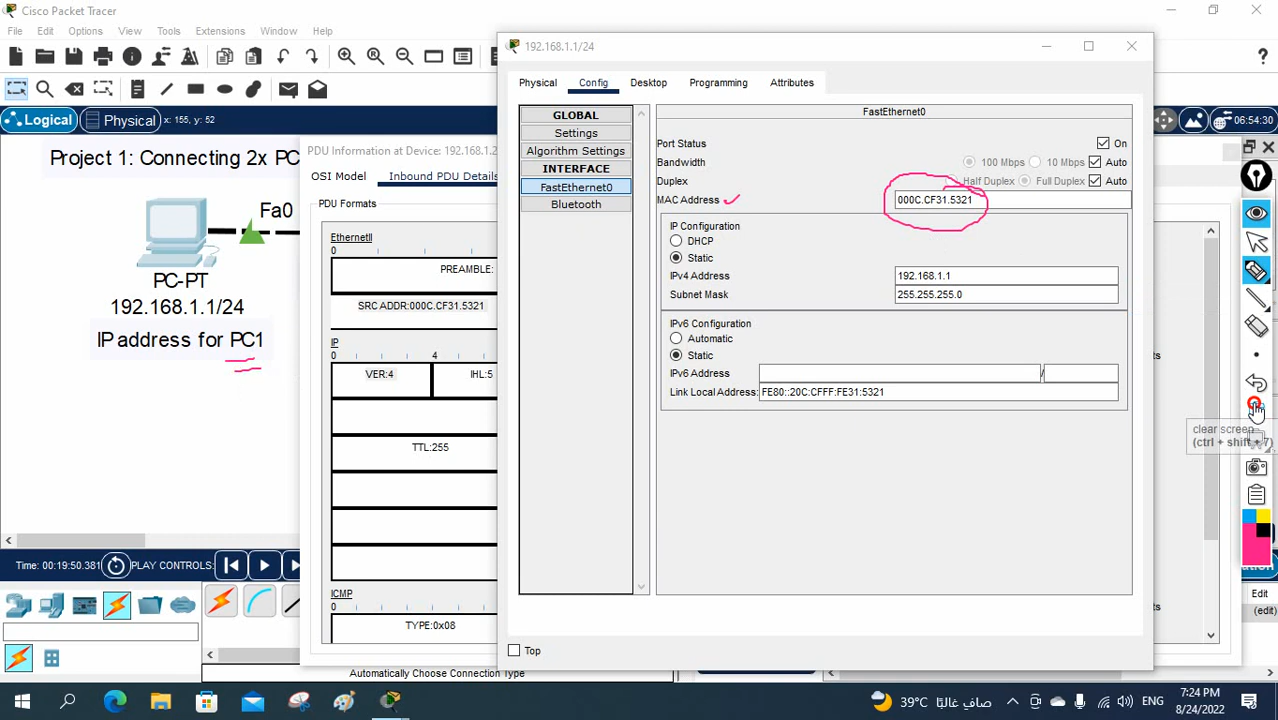 Cisco Packet Tracer
File Edit Options View Tools Extensions Window Help
Logical Physical x: 155, y: 52 06:54:30
Project 1: Connecting 2x PC
Fa0
PC-PT
192.168.1.1/24
IP address for PC1
PDU Information at Device: 192.168.1.2
OSI Model Inbound PDU Details
PDU Formats
EthernetII
0 4
PREAMBLE:
SRC ADDR:000C.CF31.5321
IP
0 4
VER:4 IHL:5
TTL:255
ICMP
0
TYPE:0x08
192.168.1.1/24
Physical Config Desktop Programming Attributes
GLOBAL
Settings
Algorithm Settings
INTERFACE
FastEthernet0
Bluetooth
FastEthernet0
Port Status On
Bandwidth 100 Mbps 10 Mbps Auto
Duplex Half Duplex Full Duplex Auto
MAC Address 000C.CF31.5321
IP Configuration
DHCP
Static
IPv4 Address 192.168.1.1
Subnet Mask 255.255.255.0
IPv6 Configuration
Automatic
Static
IPv6 Address /
Link Local Address: FE80::20C:CFFF:FE31:5321
Top
clear screen
(ctrl + shift + 7)
Time: 00:19:50.381 PLAY CONTROLS:
Edit
(edit)
Automatically Choose Connection Type
39°C صاف غالبًا ENG 7:24 PM
8/24/2022